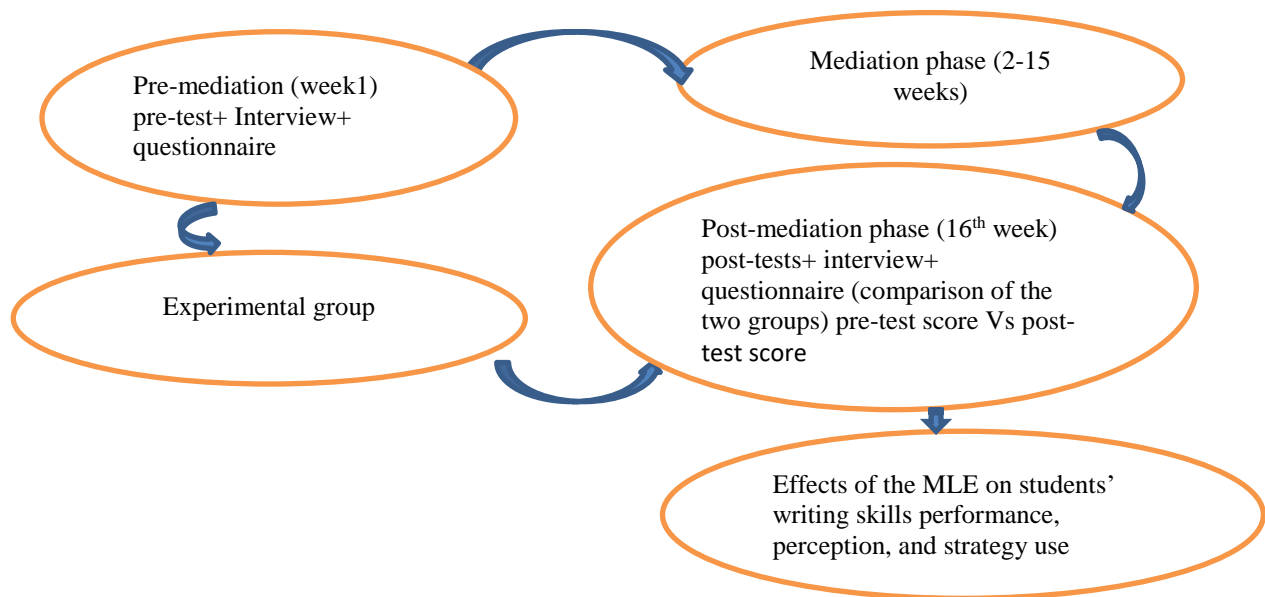 Pre-mediation (week1)
pre-test+ Interview+
questionnaire
Mediation phase (2-15
weeks)
Experimental group
Post-mediation phase (16th week)
post-tests+ interview+
questionnaire (comparison of the
two groups) pre-test score Vs post-
test score
Effects of the MLE on students’
writing skills performance,
perception, and strategy use